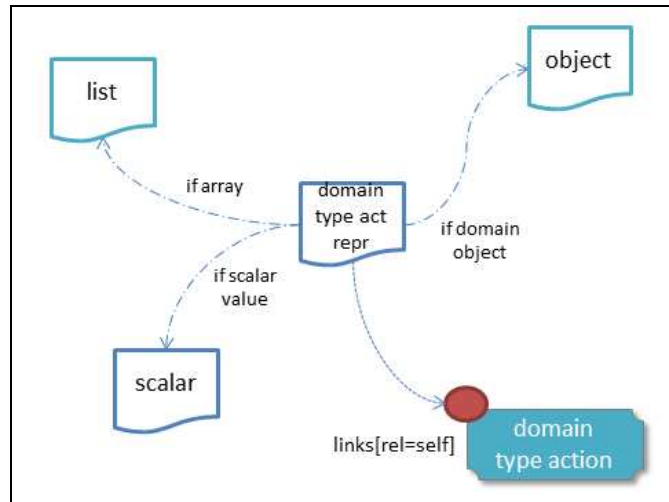 object
list
domain
type act
repr
if array
if domain
object
if scalar
value
scalar
links[rel=self]
domain
type action